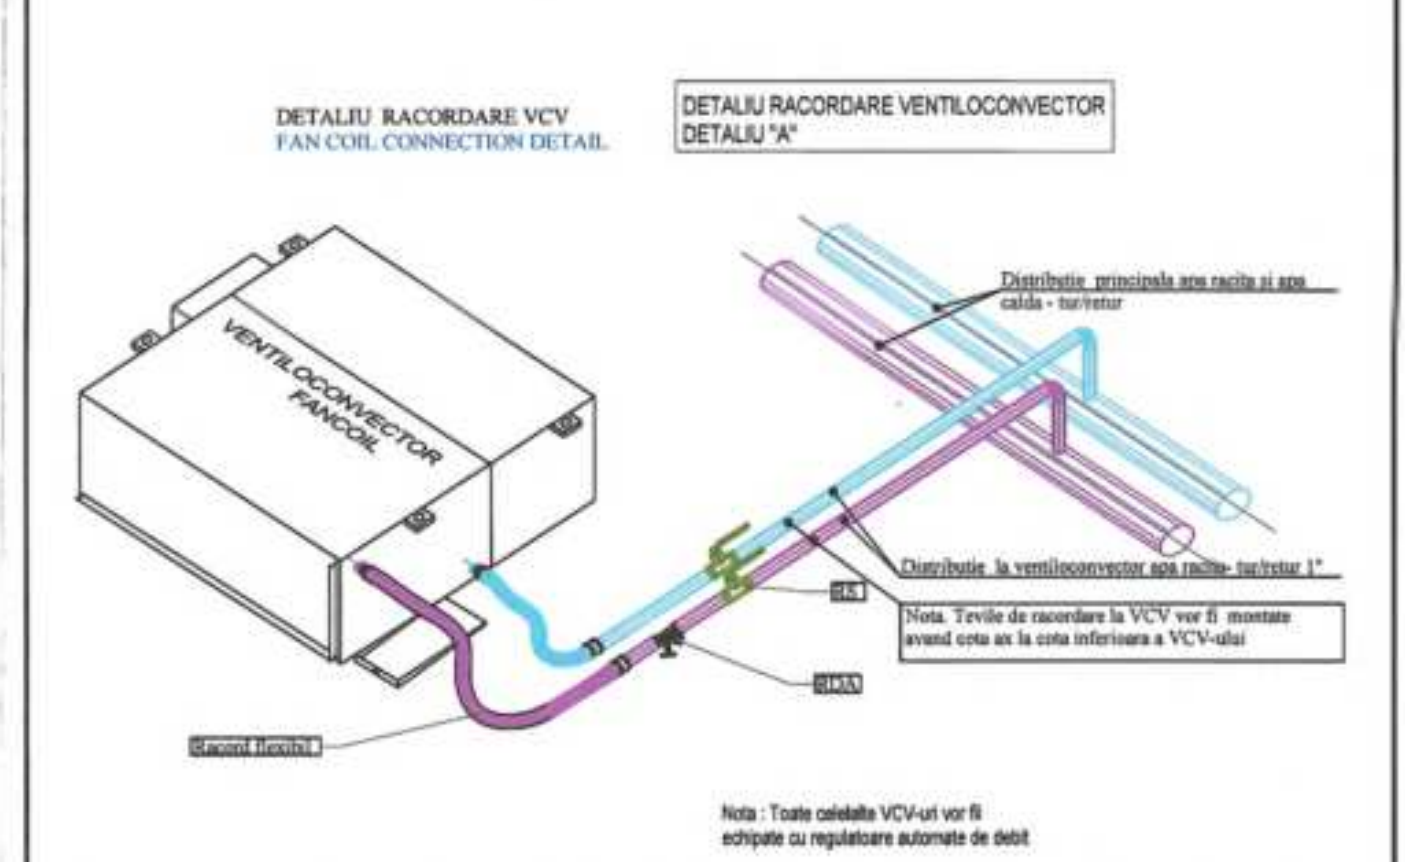 DETALIU RACORDARE VCV
FAN COIL CONNECTION DETAIL
DETALIU RACORDARE VENTILOCONVECTOR
DETALIU "A"
Distributie principala apa racita si apa
calda - tur/retur
VENTILOCONVECTOR
FANCOIL
Distributie la ventiloconvector apa racita- tur/retur 1"
RS
Nota. Tevile de racordare la VCV vor fi montate
avand cota ax la cota inferioara a VCV-ului
RDA
Racord flexibil
Nota : Toate celelalte VCV-uri vor fii
echipate cu regulatoare automate de debit